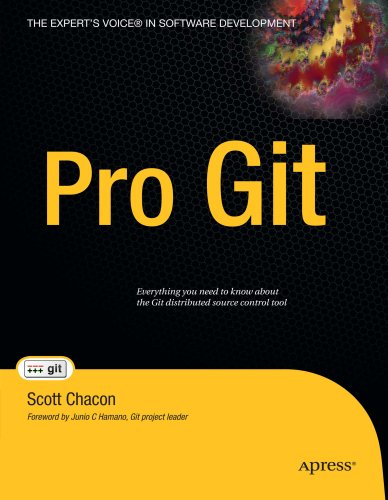 THE EXPERT'S VOICE® IN SOFTWARE DEVELOPMENT
Pro Git
Everything you need to know about
the Git distributed source control tool
+++ git
Scott Chacon
Foreword by Junio C Hamano, Git project leader
Apress®